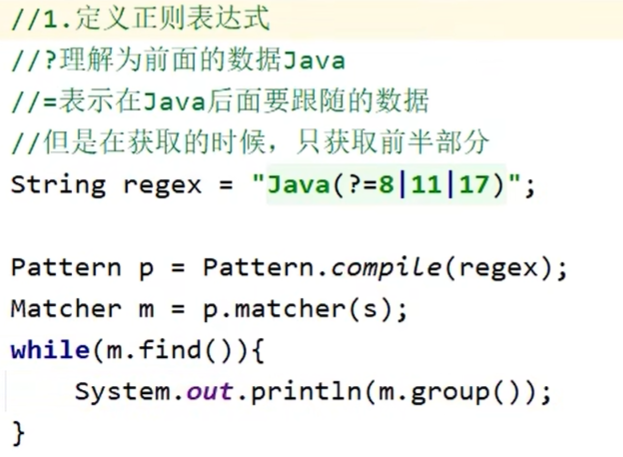 //1.定义正则表达式
//?理解为前面的数据Java
//=表示在Java后面要跟随的数据
//但是在获取的时候，只获取前半部分
String regex = "Java(?=8|11|17)";
Pattern p = Pattern.compile(regex);
Matcher m = p.matcher(s);
while(m.find()){
System.out.println(m.group());
}